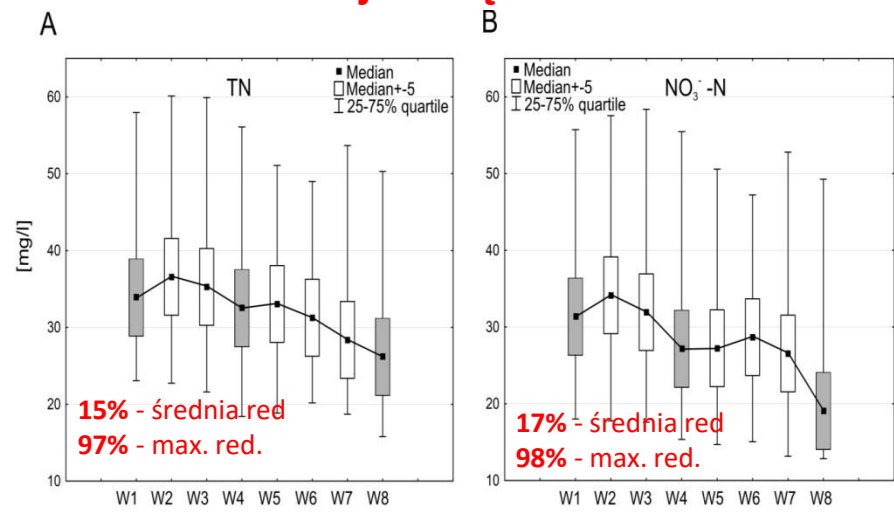 A
B
TN
Median
Median+-5
25-75% quartile
NO₃⁻ -N
Median
Median+-5
25-75% quartile
[mg/l]
60
50
40
30
20
10
60
50
40
30
20
10
15% - średnia red
97% - max. red.
17% - średnia red
98% - max. red.
W1 W2 W3 W4 W5 W6 W7 W8
W1 W2 W3 W4 W5 W6 W7 W8